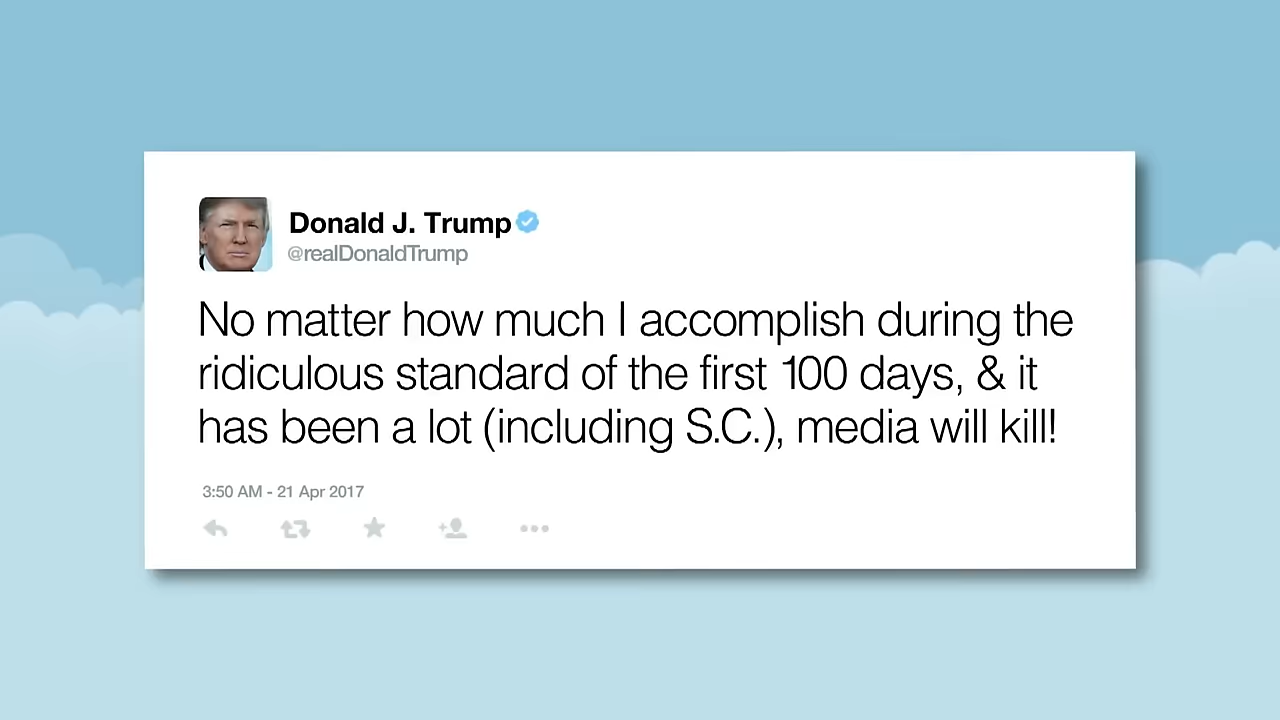 Donald J. Trump
@realDonaldTrump
No matter how much I accomplish during the
ridiculous standard of the first 100 days, & it
has been a lot (including S.C.), media will kill!
3:50 AM - 21 Apr 2017